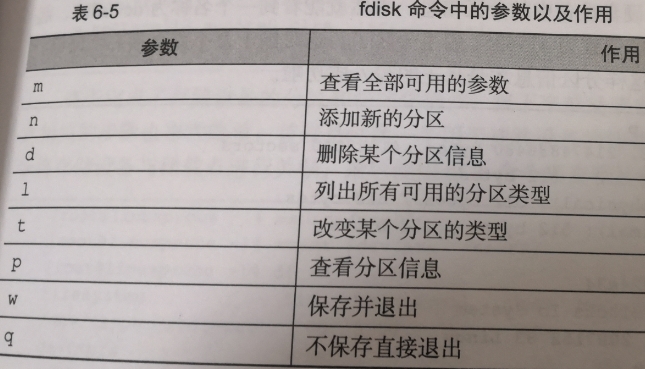 表 6-5 fdisk 命令中的参数以及作用
参数 作用
m 查看全部可用的参数
n 添加新的分区
d 删除某个分区信息
l 列出所有可用的分区类型
t 改变某个分区的类型
p 查看分区信息
w 保存并退出
q 不保存直接退出